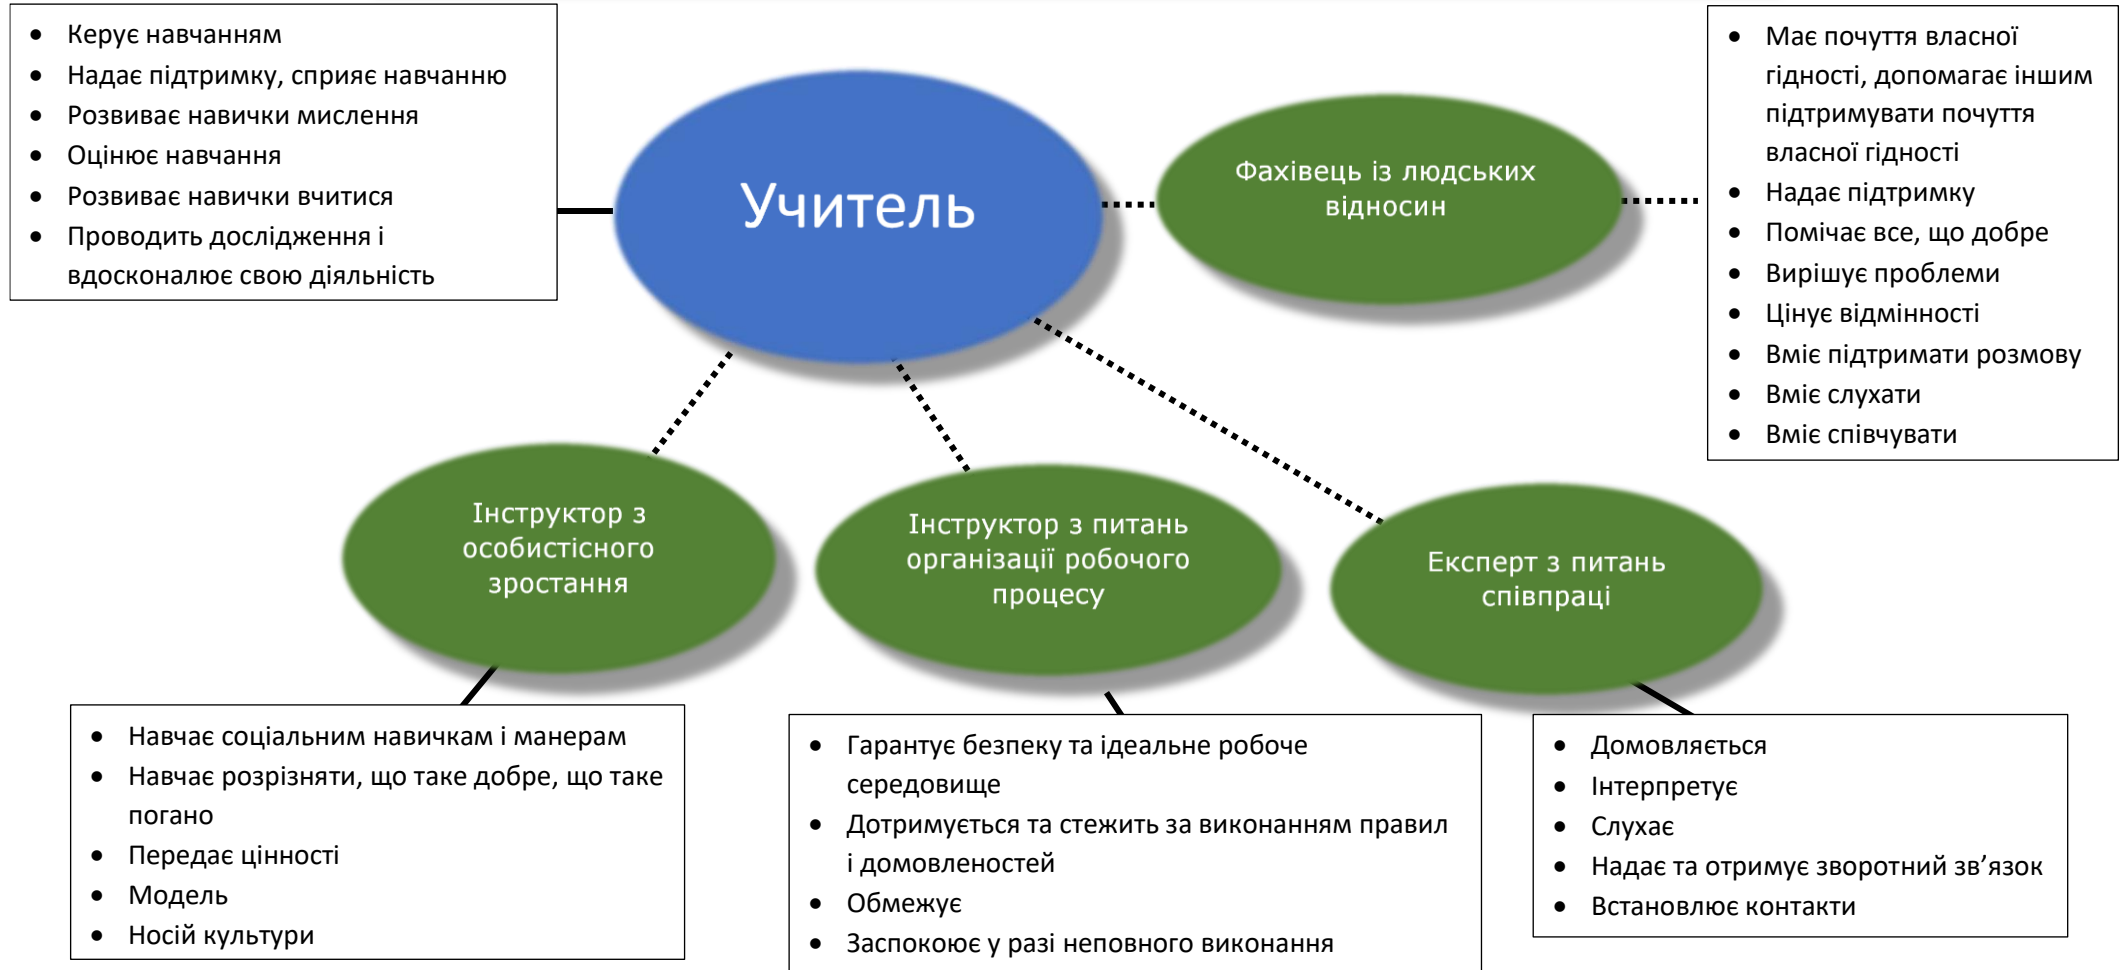 • Керує навчанням
• Надає підтримку, сприяє навчанню
• Розвиває навички мислення
• Оцінює навчання
• Розвиває навички вчитися
• Проводить дослідження і
вдосконалює свою діяльність
Учитель
Фахівець із людських
відносин
• Має почуття власної
гідності, допомагає іншим
підтримувати почуття
власної гідності
• Надає підтримку
• Помічає все, що добре
• Вирішує проблеми
• Цінує відмінності
• Вміє підтримати розмову
• Вміє слухати
• Вміє співчувати
Інструктор з
особистісного
зростання
Інструктор з питань
організації робочого
процесу
Експерт з питань
співпраці
• Навчає соціальним навичкам і манерам
• Навчає розрізняти, що таке добре, що таке
погано
• Передає цінності
• Модель
• Носій культури
• Гарантує безпеку та ідеальне робоче
середовище
• Дотримується та стежить за виконанням правил
і домовленостей
• Обмежує
• Заспокоює у разі неповного виконання
• Домовляється
• Інтерпретує
• Слухає
• Надає та отримує зворотний зв’язок
• Встановлює контакти